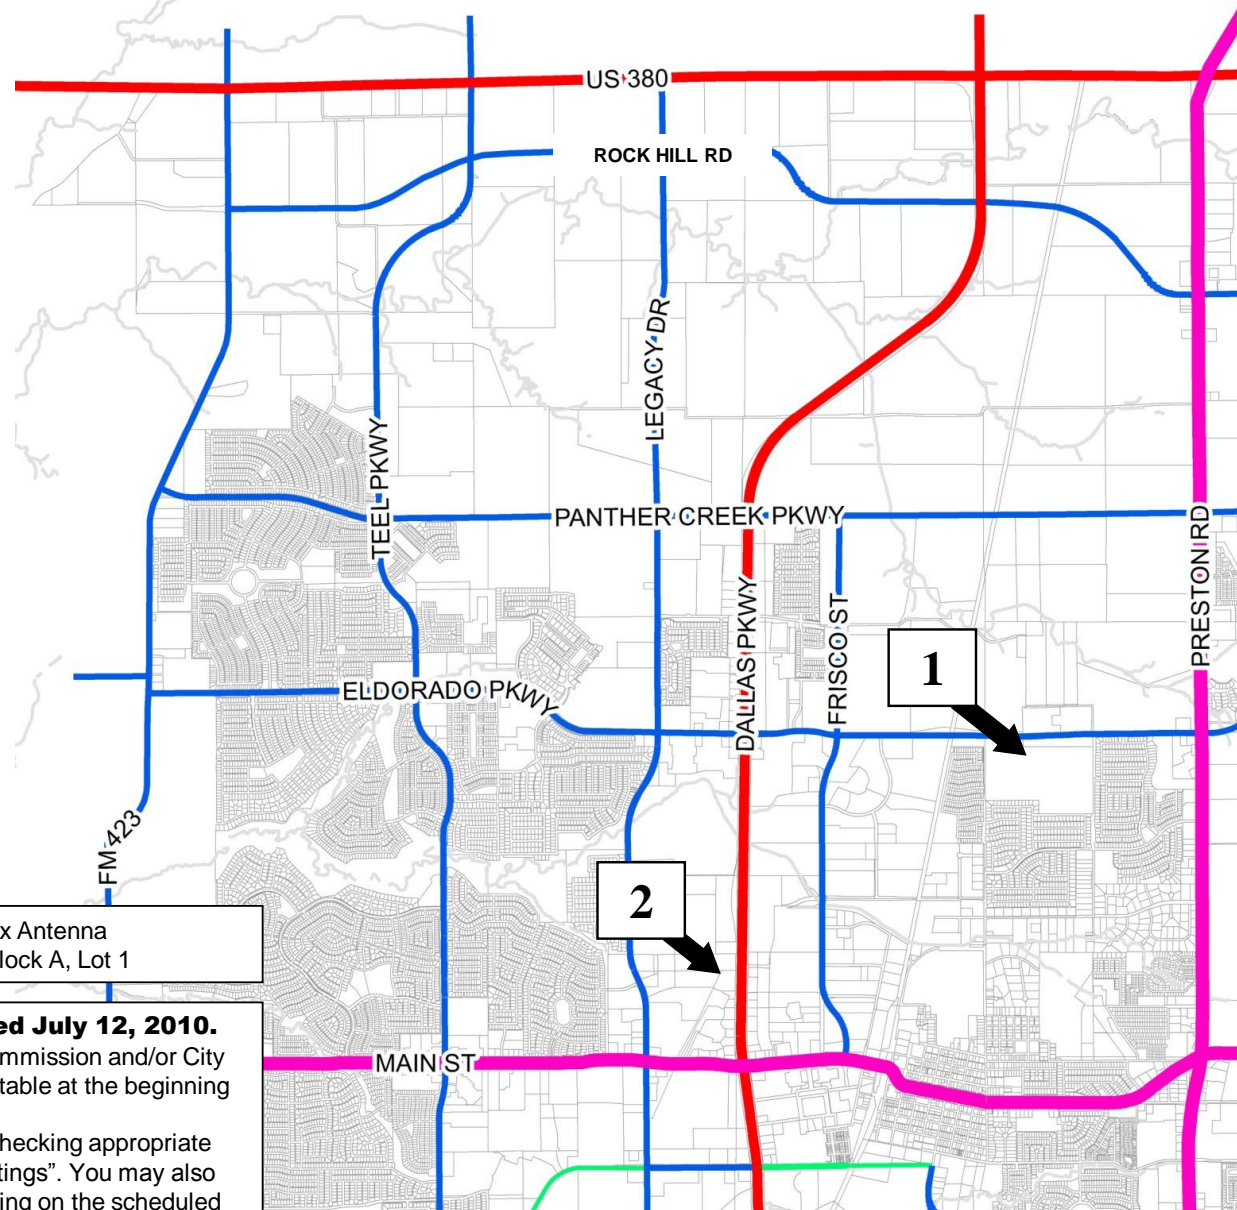 US 380
ROCK HILL RD
LEGACY DR
TEEL PKWY
PANTHER CREEK PKWY
PRESTON RD
DALLAS PKWY
FRISCO ST
1
ELDORADO PKWY
FM 423
2
x Antenna
lock A, Lot 1
ed July 12, 2010.
mmission and/or City
table at the beginning
MAIN ST
hecking appropriate
tings”. You may also
ing on the scheduled